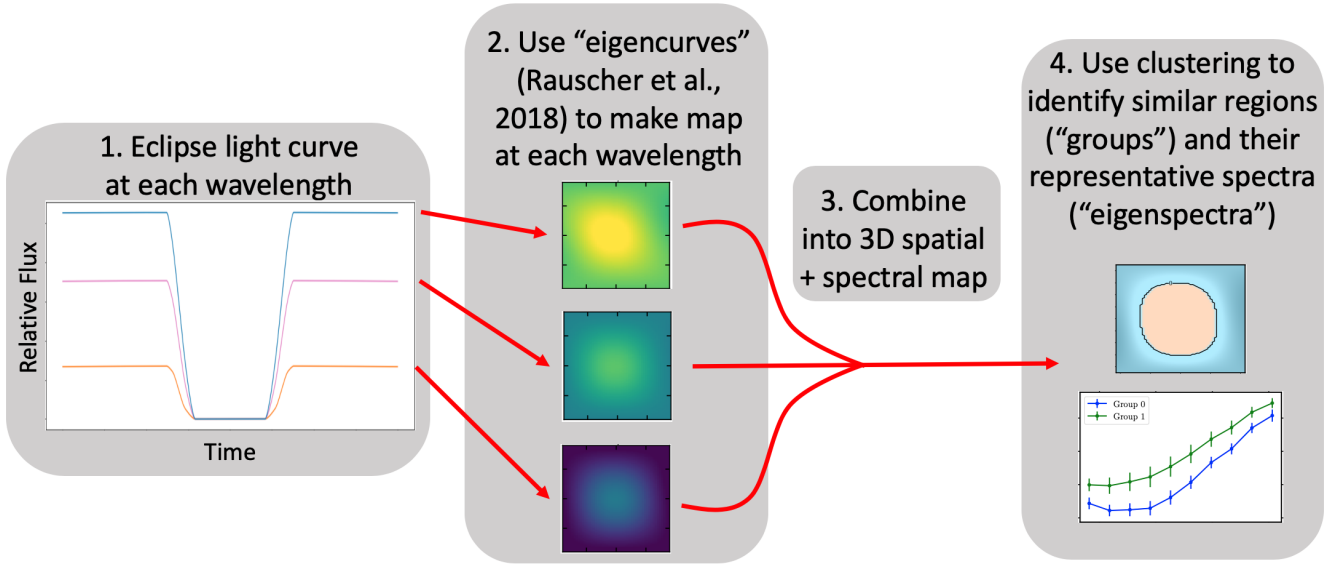 1. Eclipse light curve
at each wavelength
Relative Flux
Time
2. Use “eigencurves”
(Rauscher et al.,
2018) to make map
at each wavelength
3. Combine
into 3D spatial
+ spectral map
4. Use clustering to
identify similar regions
(“groups”) and their
representative spectra
(“eigenspectra”)
Group 0
Group 1